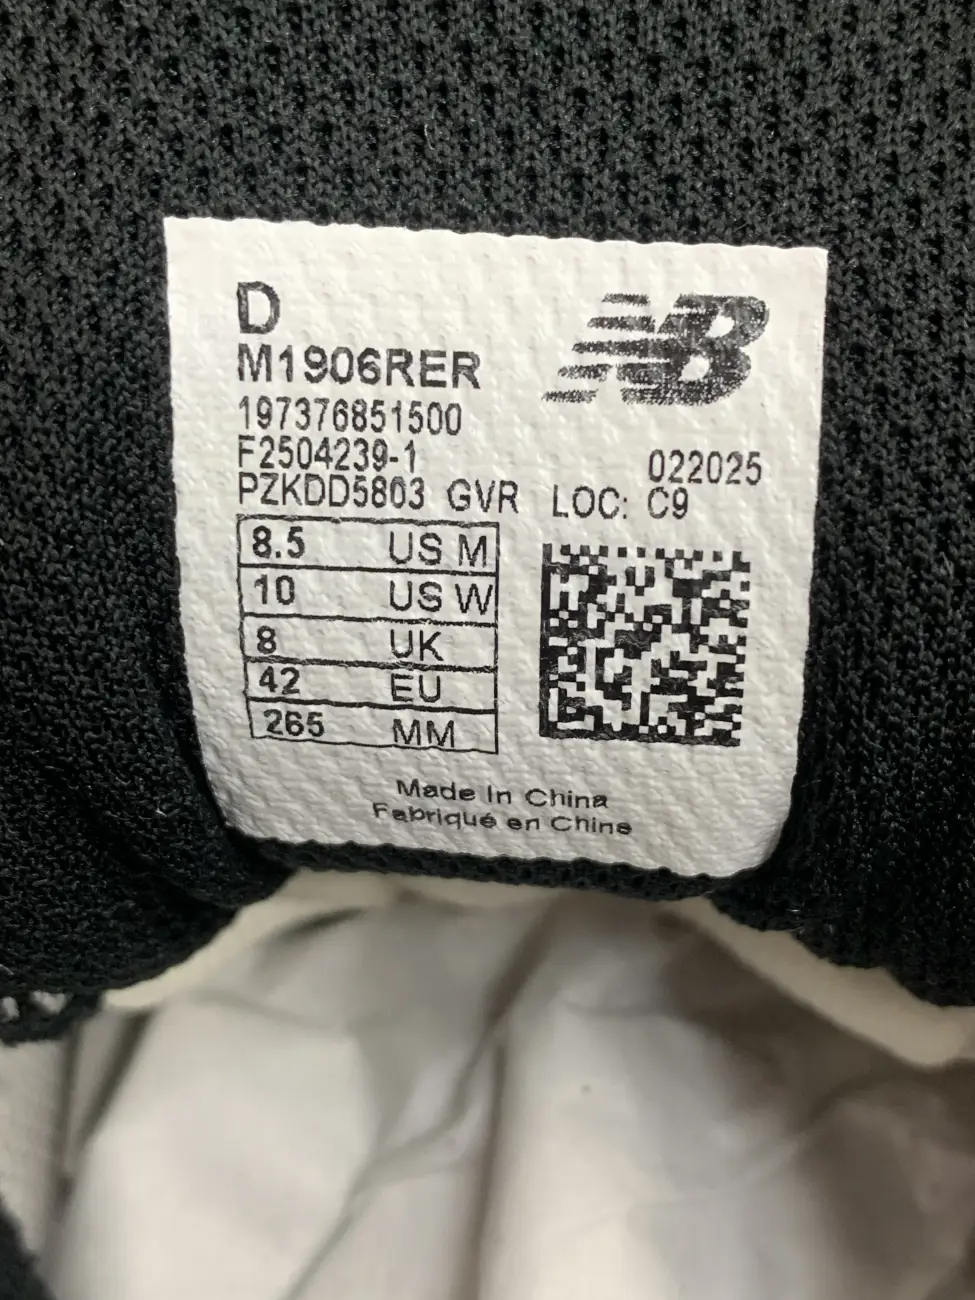 D
NB
M1906RER
197376851500
F2504239-1 022025
PZKDD5803 GVR LOC: C9
8.5 US M
10 US W
8 UK
42 EU
265 MM
Made In China
Fabriqué en Chine